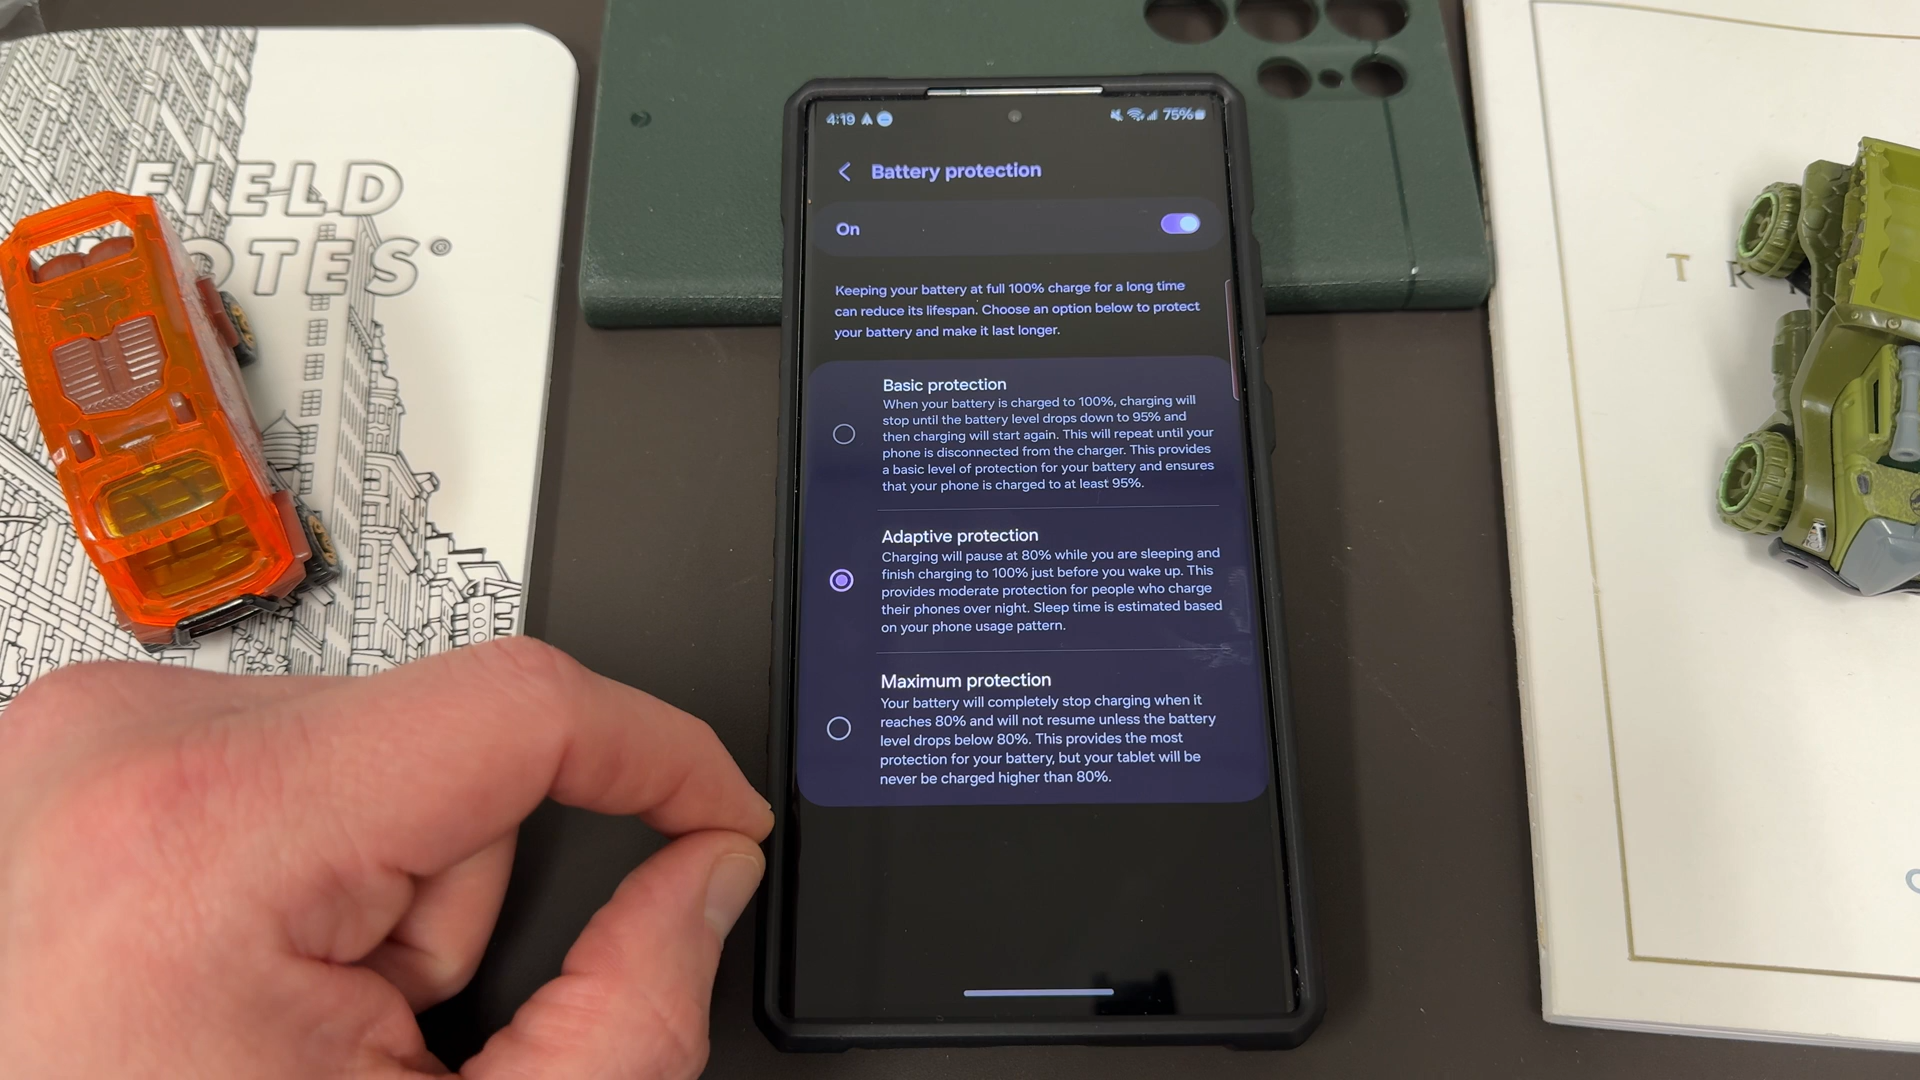 FIELD
NOTES®
4:19
75%
Battery protection
On
Keeping your battery at full 100% charge for a long time
can reduce its lifespan. Choose an option below to protect
your battery and make it last longer.
Basic protection
When your battery is charged to 100%, charging will
stop until the battery level drops down to 95% and
then charging will start again. This will repeat until your
phone is disconnected from the charger. This provides
a basic level of protection for your battery and ensures
that your phone is charged to at least 95%.
Adaptive protection
Charging will pause at 80% while you are sleeping and
finish charging to 100% just before you wake up. This
provides moderate protection for people who charge
their phones over night. Sleep time is estimated based
on your phone usage pattern.
Maximum protection
Your battery will completely stop charging when it
reaches 80% and will not resume unless the battery
level drops below 80%. This provides the most
protection for your battery, but your tablet will be
never be charged higher than 80%.